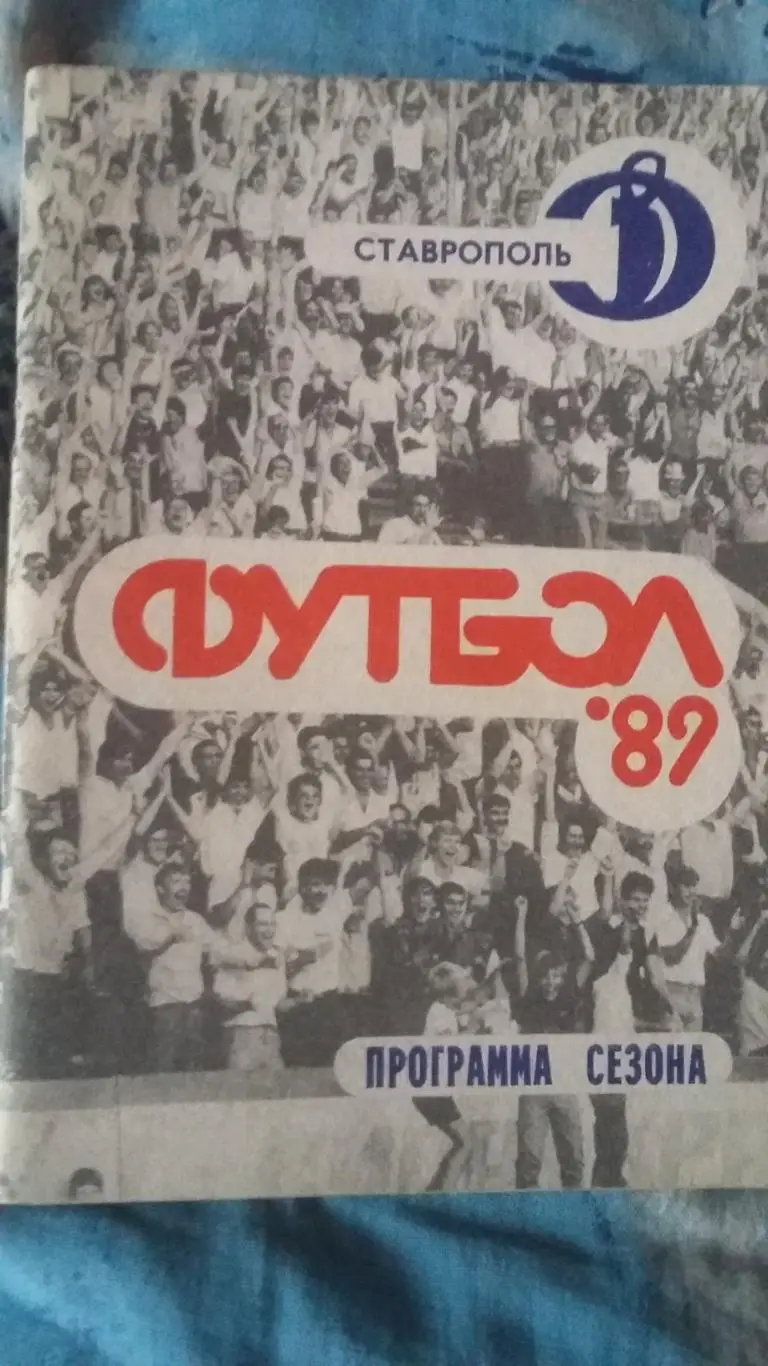 СТАВРОПОЛЬ
Д
ФУТБОЛ
'89
ПРОГРАММА СЕЗОНА